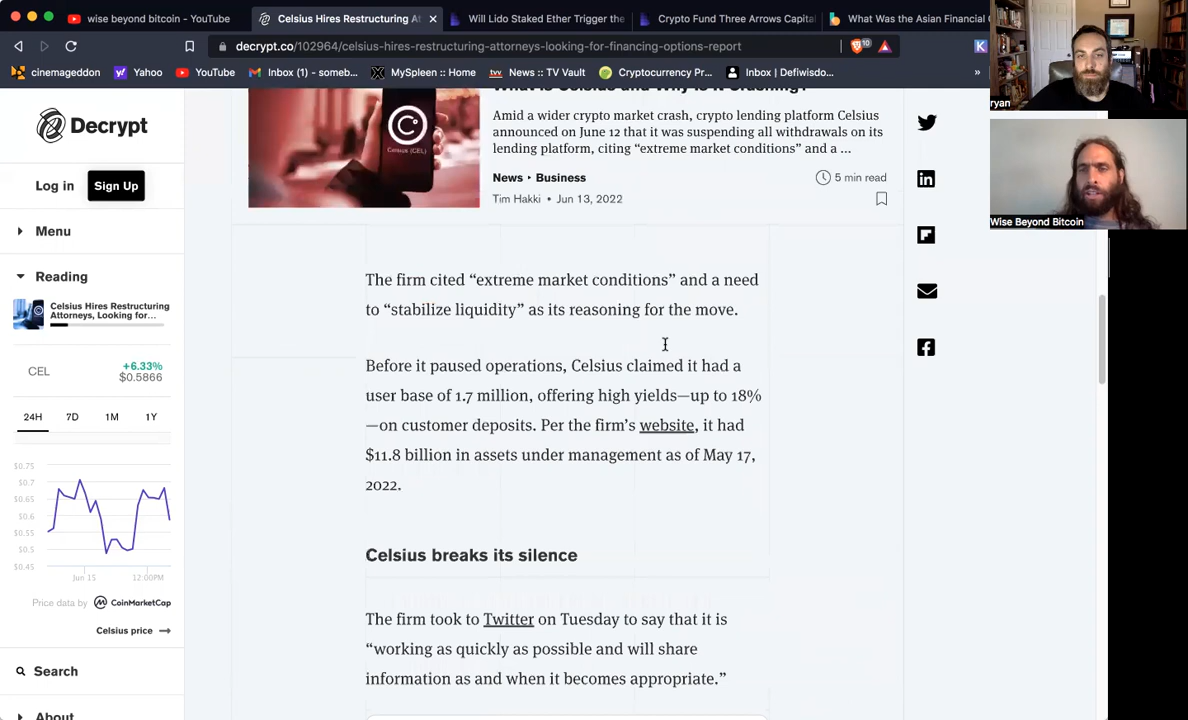 wise beyond bitcoin - YouTube
Celsius Hires Restructuring At
Will Lido Staked Ether Trigger the
Crypto Fund Three Arrows Capital
What Was the Asian Financial C
decrypt.co/102964/celsius-hires-restructuring-attorneys-looking-for-financing-options-report
10
K
cinemageddon
Yahoo
YouTube
Inbox (1) - someb...
MySpleen :: Home
News :: TV Vault
Cryptocurrency Pr...
Inbox | Defiwisdo...
»
ryan
Wise Beyond Bitcoin
Decrypt
Log in
Sign Up
Menu
Reading
Celsius Hires Restructuring
Attorneys, Looking for...
CEL
+6.33%
$0.5866
24H
7D
1M
1Y
$0.75
$0.7
$0.65
$0.6
$0.55
$0.5
$0.45
Jun 15
12:00PM
Price data by
CoinMarketCap
Celsius price
Search
About
What Is Celsius and Why Is It Crashing?
Celsius (CEL)
Amid a wider crypto market crash, crypto lending platform Celsius
announced on June 12 that it was suspending all withdrawals on its
lending platform, citing “extreme market conditions” and a ...
News ‣ Business
5 min read
Tim Hakki • Jun 13, 2022
The firm cited “extreme market conditions” and a need
to “stabilize liquidity” as its reasoning for the move.
Before it paused operations, Celsius claimed it had a
user base of 1.7 million, offering high yields—up to 18%
—on customer deposits. Per the firm’s website, it had
$11.8 billion in assets under management as of May 17,
2022.
Celsius breaks its silence
The firm took to Twitter on Tuesday to say that it is
“working as quickly as possible and will share
information as and when it becomes appropriate.”